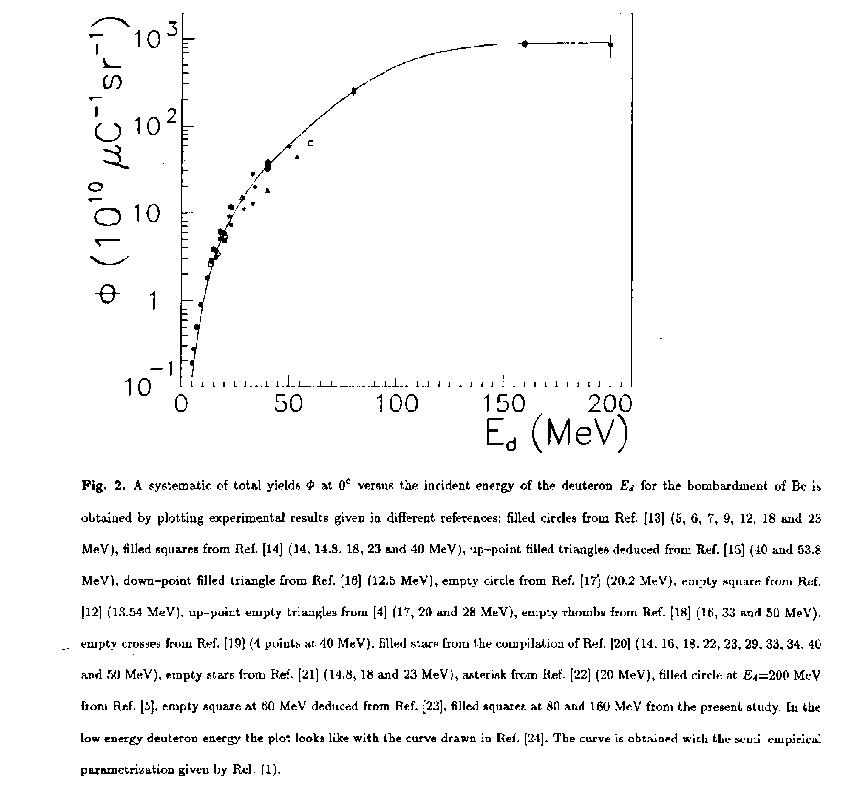 Φ (10^10 μC^-1 sr^-1)
10^3
10^2
10
1
10^-1
0 50 100 150 200
E_d (MeV)
Fig. 2. A systematic of total yields Φ at 0° versus the incident energy of the deuteron E_d for the bombardment of Be is
obtained by plotting experimental results given in different references: filled circles from Ref. [13] (5, 6, 7, 9, 12, 18 and 23
MeV), filled squares from Ref. [14] (14, 14.8, 18, 23 and 40 MeV), up-point filled triangles deduced from Ref. [15] (40 and 53.8
MeV), down-point filled triangle from Ref. [16] (12.5 MeV), empty circle from Ref. [17] (20.2 MeV), empty square from Ref.
[12] (13.54 MeV), up-point empty triangles from [4] (17, 20 and 28 MeV), empty rhombs from Ref. [18] (16, 33 and 50 MeV),
empty crosses from Ref. [19] (4 points at 40 MeV), filled stars from the compilation of Ref. [20] (14, 16, 18, 22, 23, 29, 33, 34, 40
and 50 MeV), empty stars from Ref. [21] (14.8, 18 and 23 MeV), asterisk from Ref. [22] (20 MeV), filled circle at E_d=200 MeV
from Ref. [5], empty square at 60 MeV deduced from Ref. [23], filled squares at 80 and 160 MeV from the present study. In the
low energy deuteron energy the plot looks like with the curve drawn in Ref. [24]. The curve is obtained with the semi empirical
parametrization given by Rel. (1).